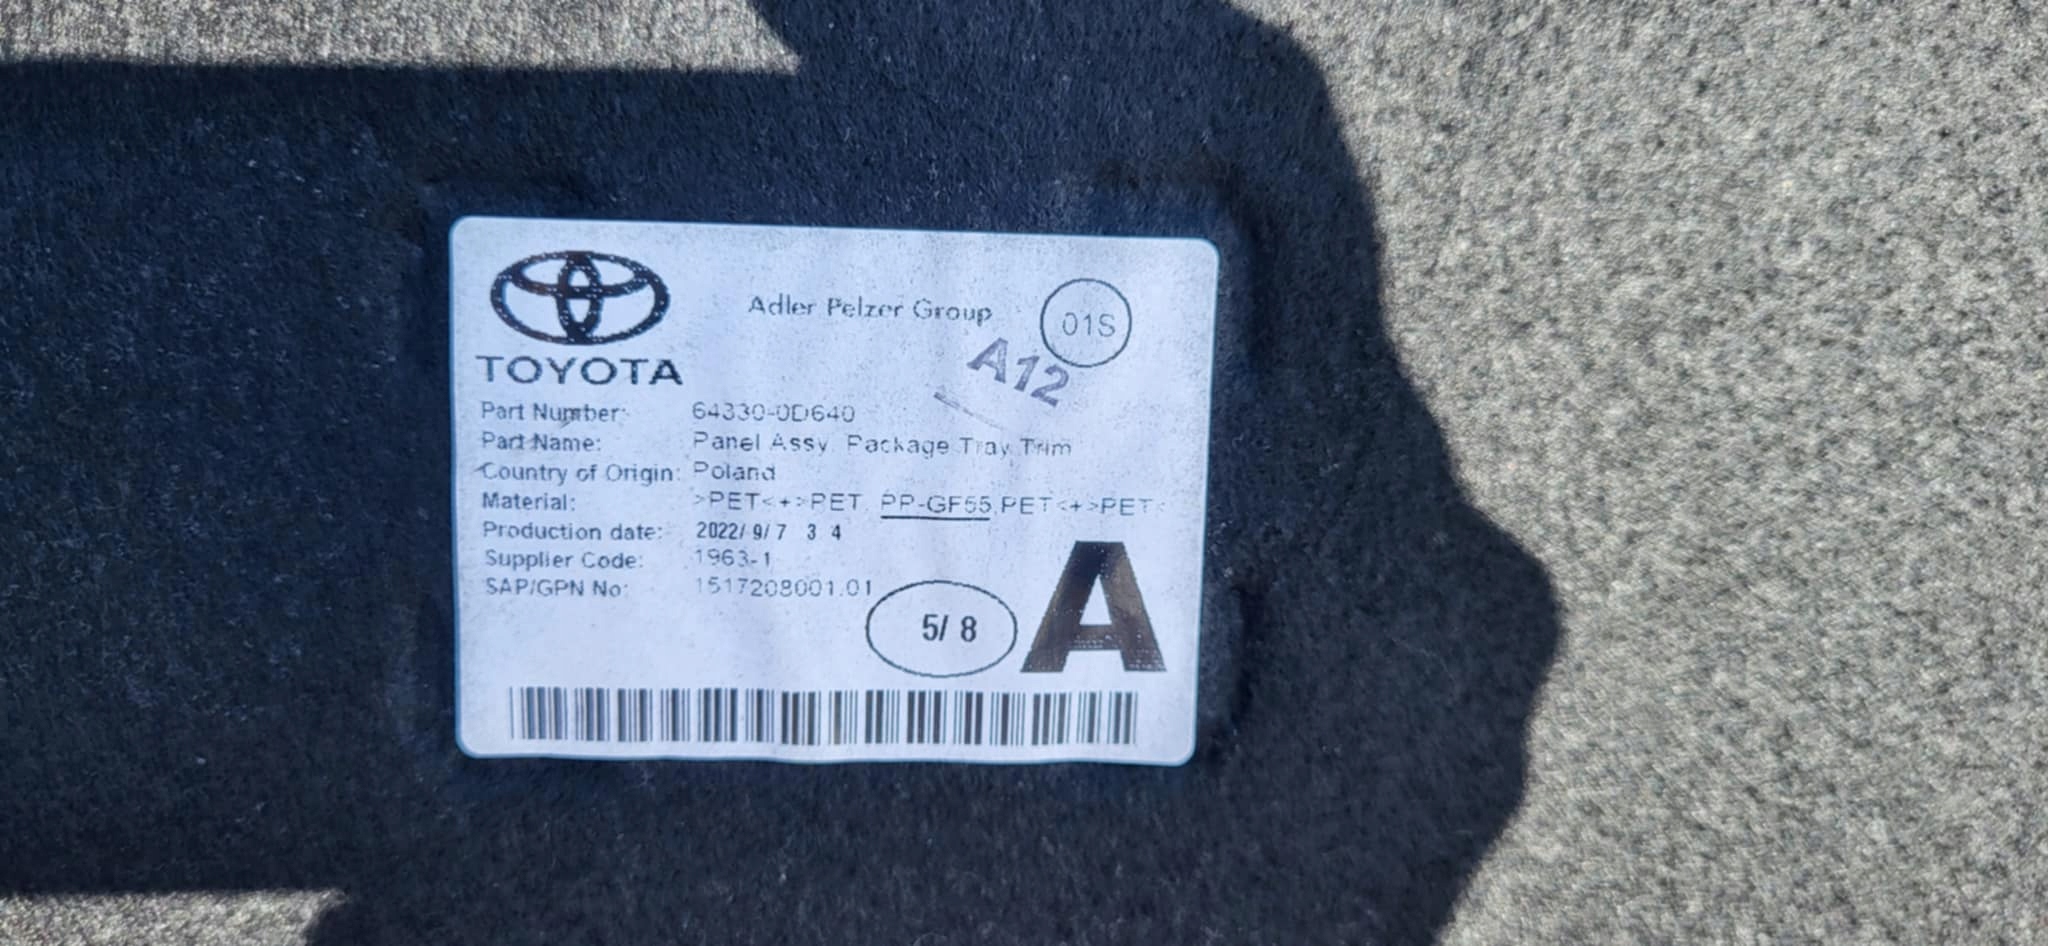 Adler Pelzer Group
01S
A12
TOYOTA
Part Number: 64330-0D640
Part Name: Panel Assy, Package Tray Trim
Country of Origin: Poland
Material: >PET<+>PET, PP-GF55,PET<+>PET<
Production date: 2022/ 9/ 7 3 4
Supplier Code: 1963-1
SAP/GPN No: 1517208001.01
5/ 8
A